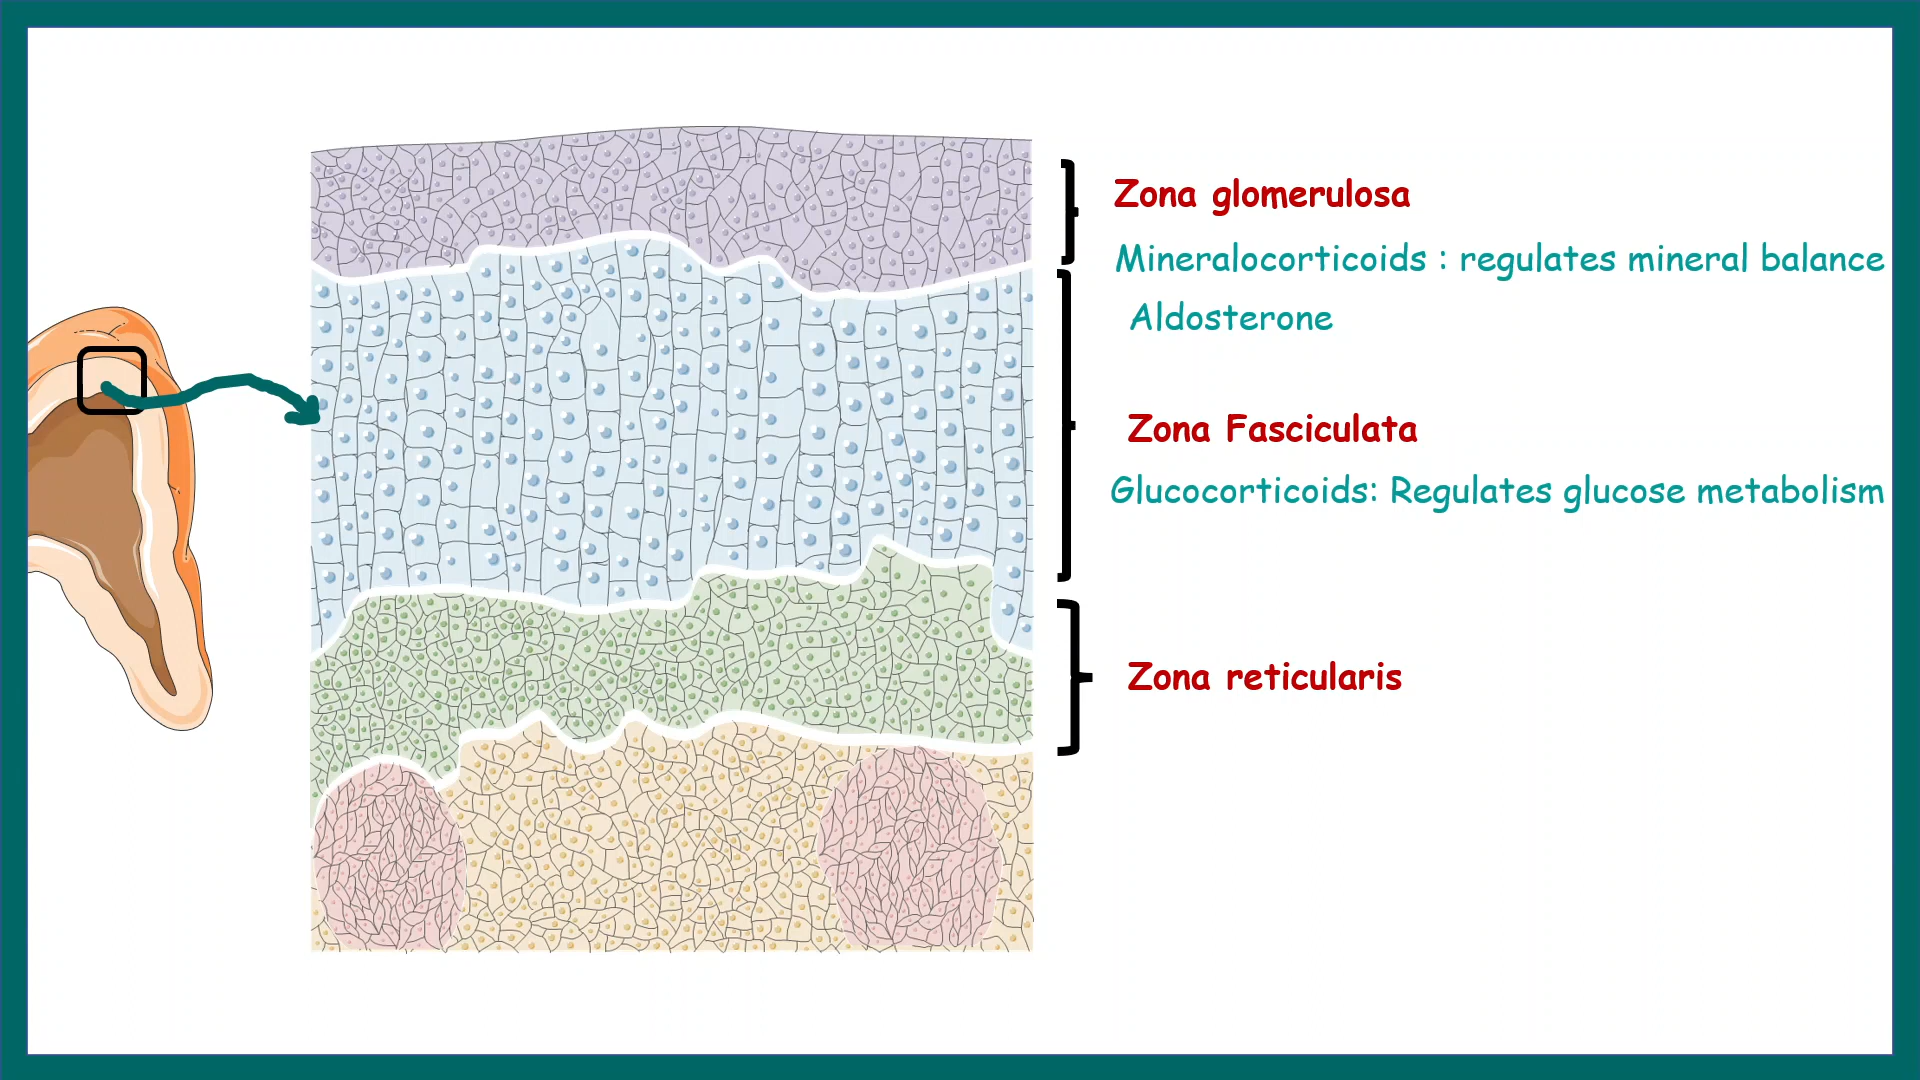 Zona glomerulosa
Mineralocorticoids : regulates mineral balance
Aldosterone
Zona Fasciculata
Glucocorticoids: Regulates glucose metabolism
Zona reticularis